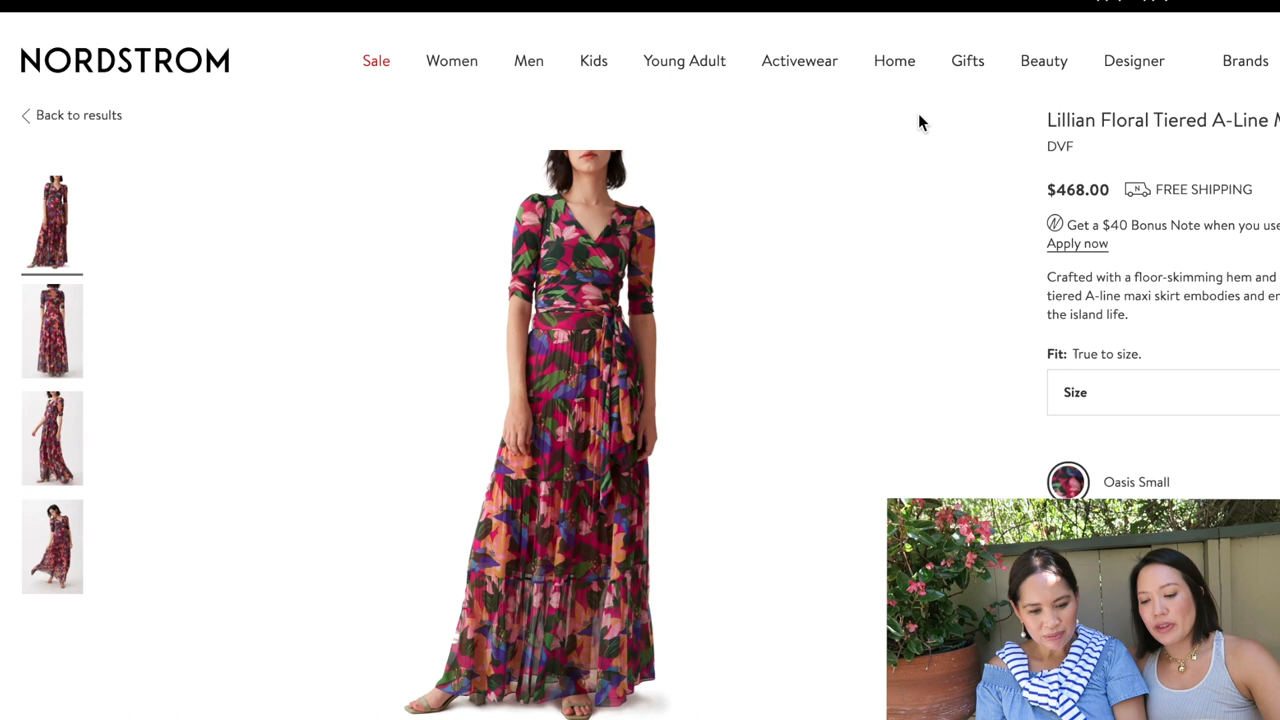 NORDSTROM
Sale Women Men Kids Young Adult Activewear Home Gifts Beauty Designer Brands
Back to results
Lillian Floral Tiered A-Line
DVF
$468.00 FREE SHIPPING
Get a $40 Bonus Note when you use
Apply now
Crafted with a floor-skimming hem and
tiered A-line maxi skirt embodies and
the island life.
Fit: True to size.
Size
Oasis Small